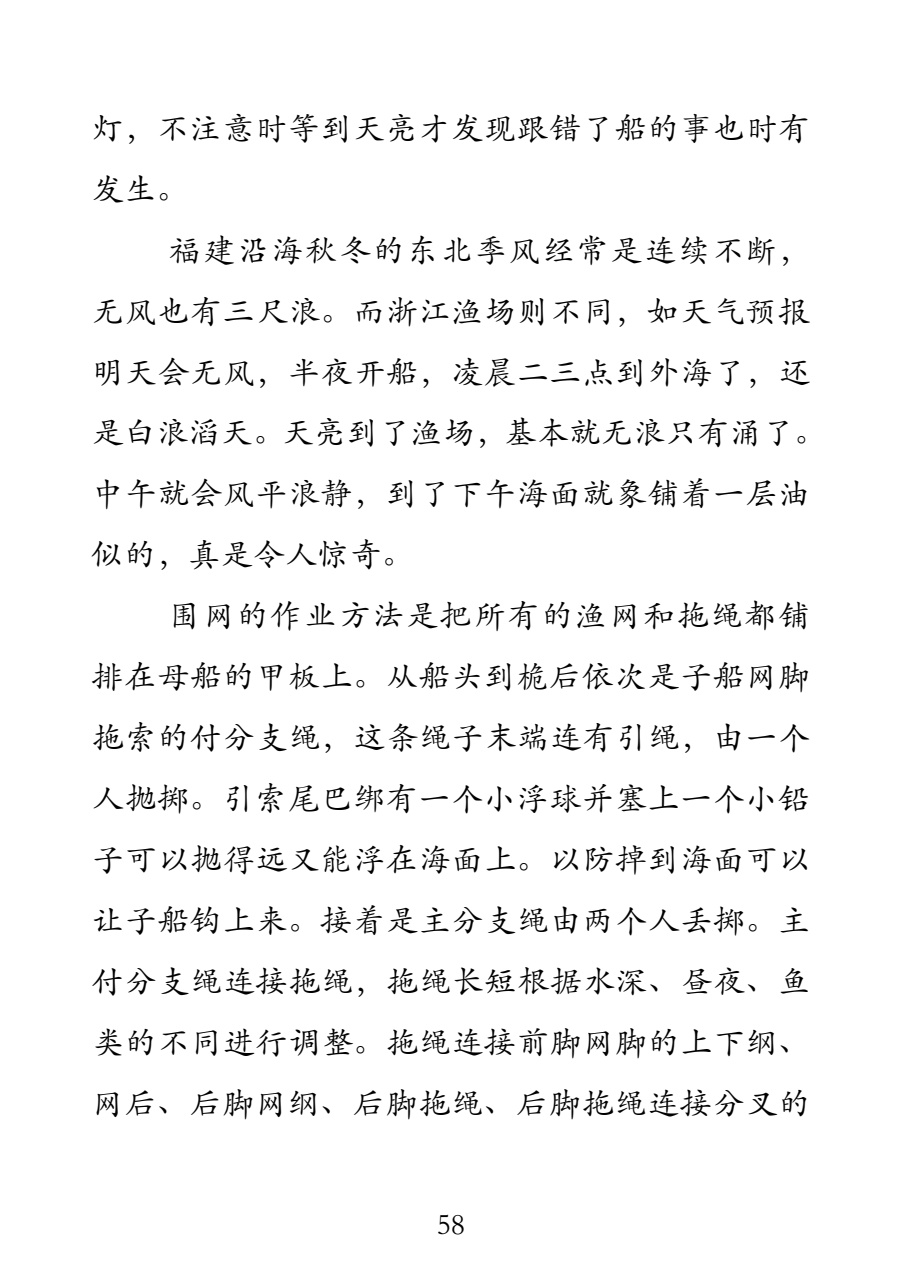 灯，不注意时等到天亮才发现跟错了船的事也时有
发生。
福建沿海秋冬的东北季风经常是连续不断，
无风也有三尺浪。而浙江渔场则不同，如天气预报
明天会无风，半夜开船，凌晨二三点到外海了，还
是白浪滔天。天亮到了渔场，基本就无浪只有涌了。
中午就会风平浪静，到了下午海面就象铺着一层油
似的，真是令人惊奇。
围网的作业方法是把所有的渔网和拖绳都铺
排在母船的甲板上。从船头到桅后依次是子船网脚
拖索的付分支绳，这条绳子末端连有引绳，由一个
人抛掷。引索尾巴绑有一个小浮球并塞上一个小铅
子可以抛得远又能浮在海面上。以防掉到海面可以
让子船钩上来。接着是主分支绳由两个人丢掷。主
付分支绳连接拖绳，拖绳长短根据水深、昼夜、鱼
类的不同进行调整。拖绳连接前脚网脚的上下纲、
网后、后脚网纲、后脚拖绳、后脚拖绳连接分叉的
58